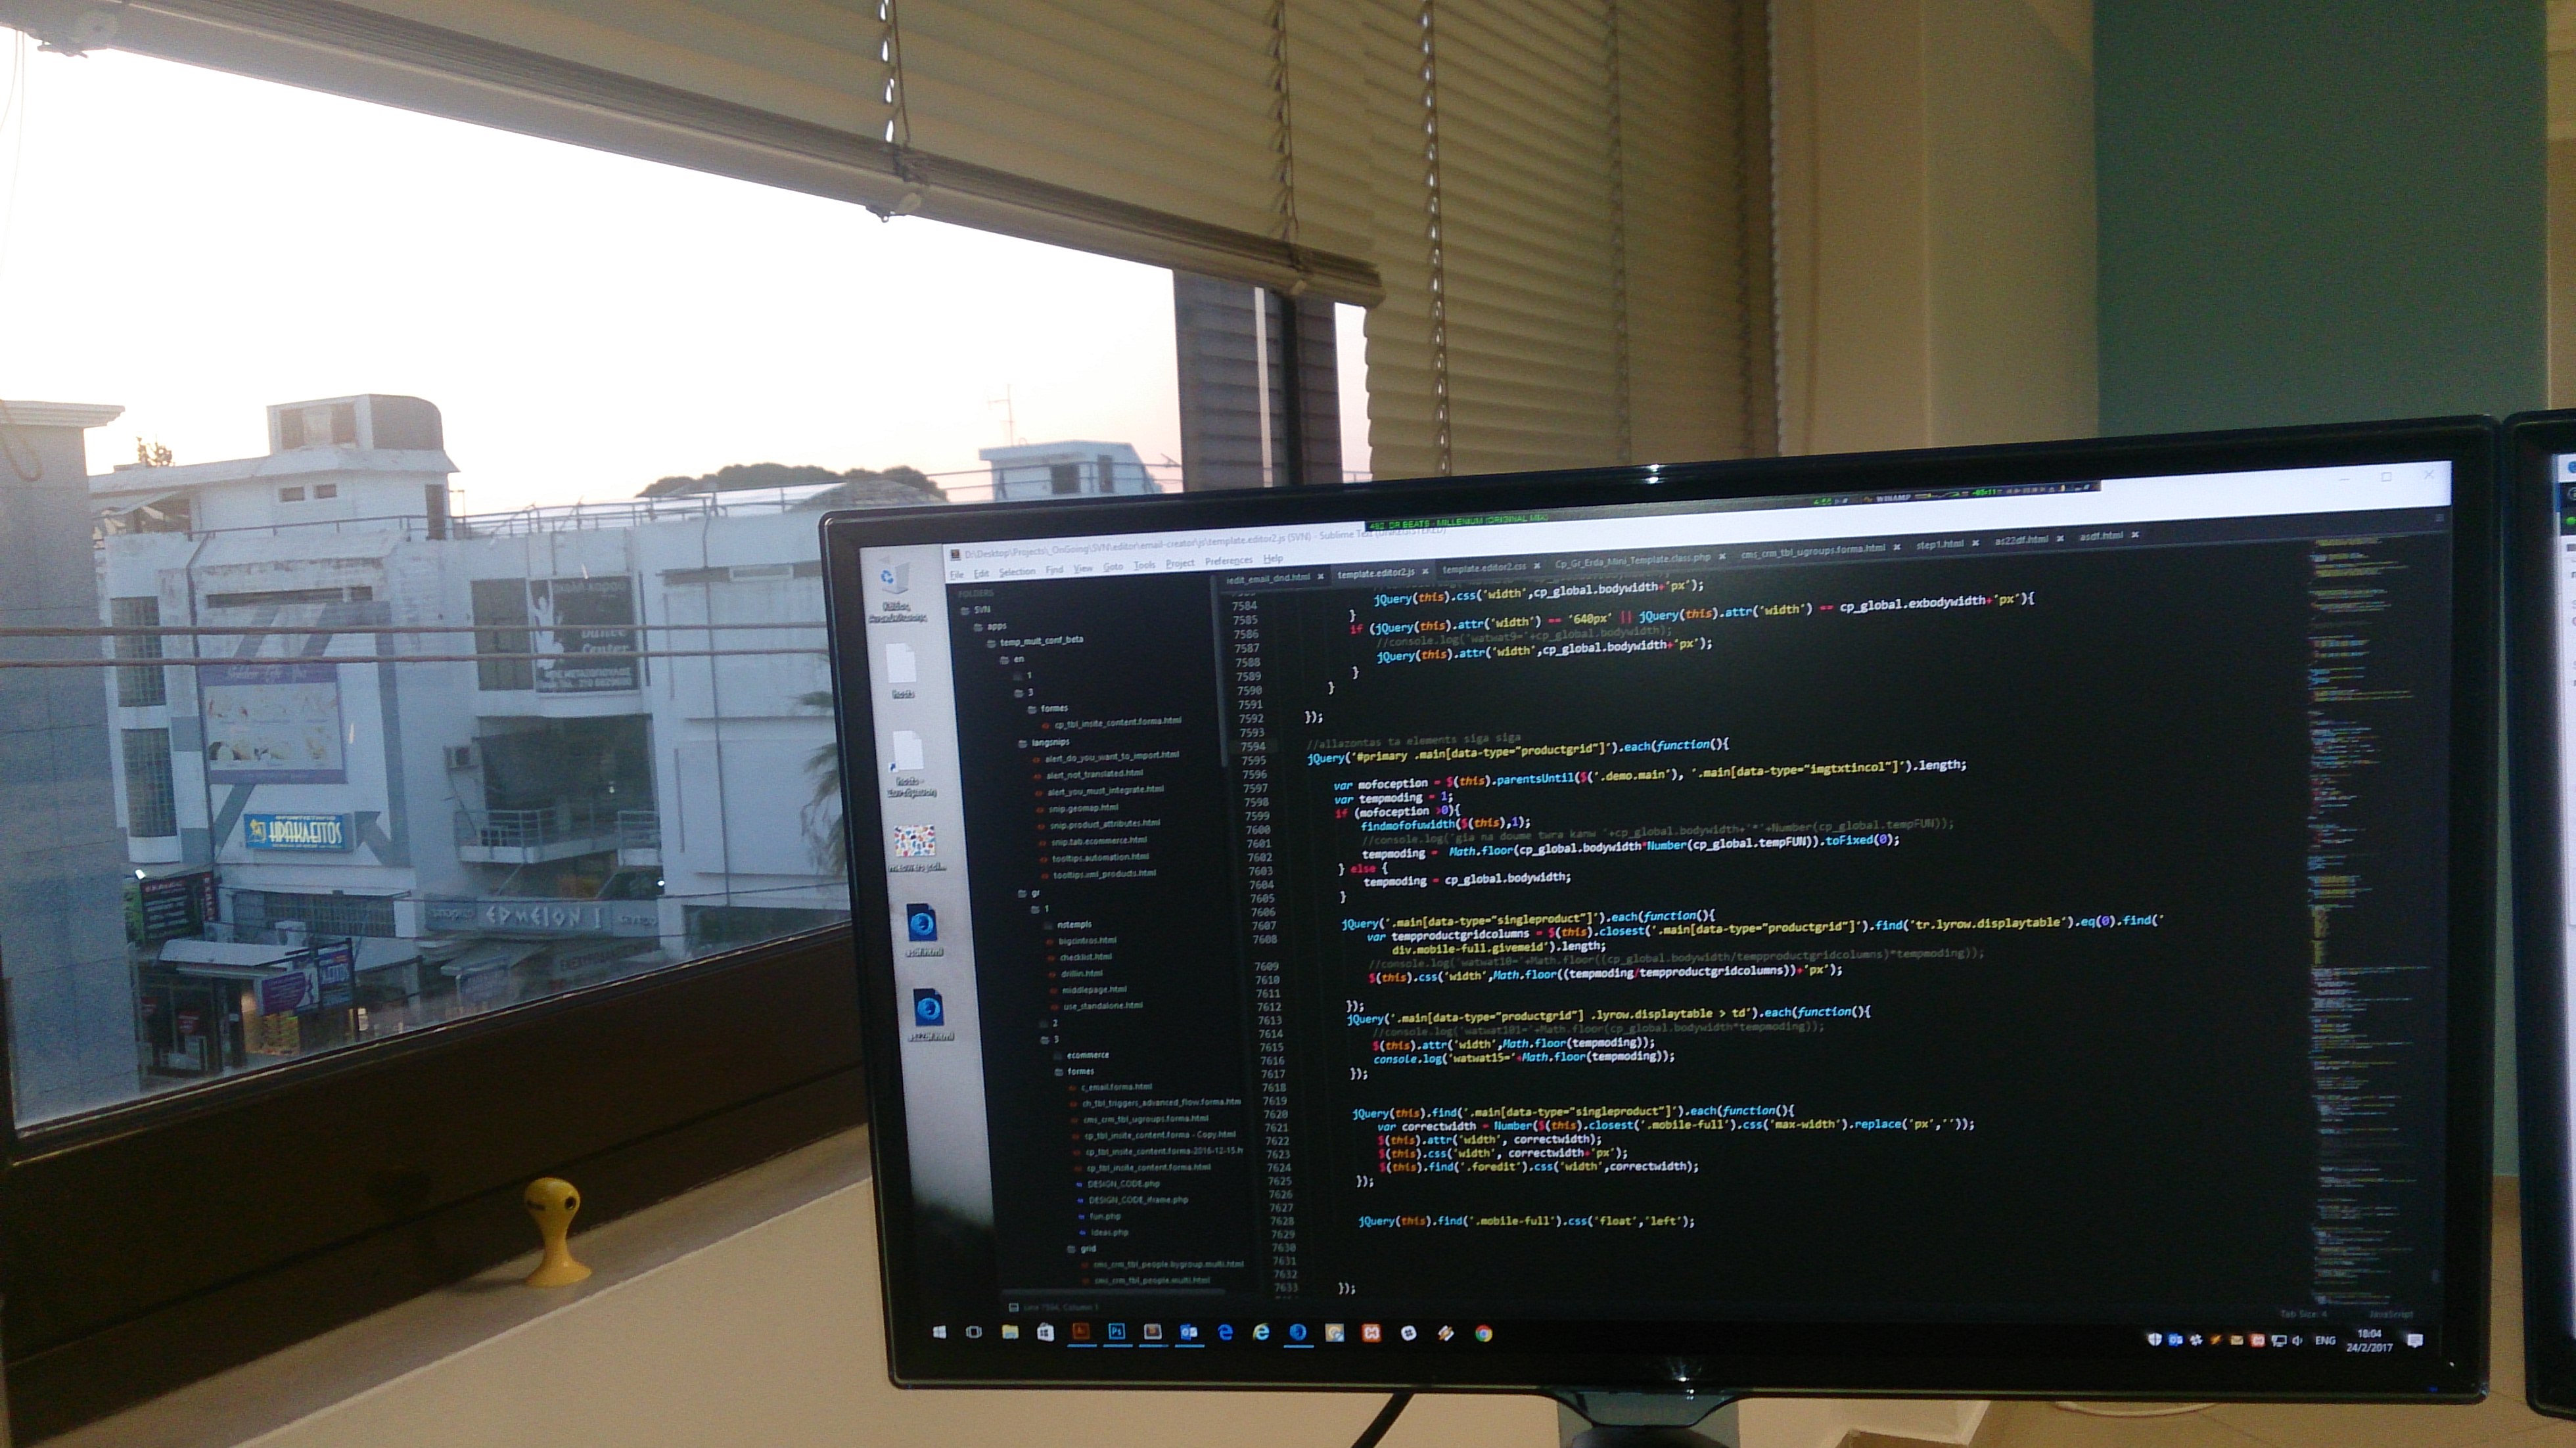 Dance
Center
ΗΡΑΚΛΕΙΤΟΣ
ΕΡΜΕΙΟΝ 1
482. DR BEATS - MILLENIUM (ORIGINAL MIX)
WINAMP
D:\Desktop\Projects\_OnGoing\SVN\editor\email-creator\js\template.editor2.js (SVN) - Sublime Text
File Edit Selection Find View Goto Tools Project Preferences Help
iedit_email_dnd.html
template.editor2.js
template.editor2.css
Cp_Gr_Erda_Mini_Template.class.php
cms_crm_tbl_ugroups.forma.html
step1.html
as22df.html
asdf.html
FOLDERS
SVN
apps
temp_mult_conf_beta
en
1
3
formes
cp_tbl_insite_content.forma.html
langsnips
alert_do_you_want_to_import.html
alert_not_translated.html
alert_you_must_integrate.html
snip.geomap.html
snip.product_attributes.html
snip.tab.ecommerce.html
tooltips.automation.html
tooltips.xml_products.html
gr
1
nstempls
bigcintros.html
checklist.html
drillin.html
middlepage.html
use_standalone.html
2
3
ecommerce
formes
c_email.forma.html
ch_tbl_triggers_advanced_flow.forma.htm
cms_crm_tbl_ugroups.forma.html
cp_tbl_insite_content.forma - Copy.html
cp_tbl_insite_content.forma-2016-12-15.h
cp_tbl_insite_content.forma.html
DESIGN_CODE.php
DESIGN_CODE_iframe.php
fun.php
ideas.php
grid
cms_crm_tbl_people.bygroup.multi.html
cms_crm_tbl_people.multi.html
7584 jQuery(this).css('width',cp_global.bodywidth+'px');
7585 }
7586 if (jQuery(this).attr('width') == '640px' || jQuery(this).attr('width') == cp_global.exbodywidth+'px'){
7587 //console.log('watwat9='+cp_global.bodywidth);
7588 jQuery(this).attr('width',cp_global.bodywidth+'px');
7589 }
7590 }
7591
7592 });
7593
7594 //allazontas ta elements siga siga
7595 jQuery('#primary .main[data-type="productgrid"]').each(function(){
7596
7597 var mofoception = $(this).parentsUntil($('.demo.main'), '.main[data-type="imgtxtincol"]').length;
7598 var tempmoding = 1;
7599 if (mofoception >0){
7600 findmofofuwidth($(this),1);
7601 //console.log('gia na doume twra kanw '+cp_global.bodywidth+'*'+Number(cp_global.tempFUN));
7602 tempmoding = Math.floor(cp_global.bodywidth*Number(cp_global.tempFUN)).toFixed(0);
7603 } else {
7604 tempmoding = cp_global.bodywidth;
7605 }
7606
7607 jQuery('.main[data-type="singleproduct"]').each(function(){
7608 var tempproductgridcolumns = $(this).closest('.main[data-type="productgrid"]').find('tr.lyrow.displaytable').eq(0).find('
div.mobile-full.givemeid').length;
7609 //console.log('watwat10='+Math.floor((cp_global.bodywidth/tempproductgridcolumns)*tempmoding));
7610 $(this).css('width',Math.floor((tempmoding/tempproductgridcolumns))+'px');
7611
7612 });
7613 jQuery('.main[data-type="productgrid"] .lyrow.displaytable > td').each(function(){
7614 //console.log('watwat101='+Math.floor(cp_global.bodywidth*tempmoding));
7615 $(this).attr('width',Math.floor(tempmoding));
7616 console.log('watwat15='+Math.floor(tempmoding));
7617 });
7618
7619
7620 jQuery(this).find('.main[data-type="singleproduct"]').each(function(){
7621 var correctwidth = Number($(this).closest('.mobile-full').css('max-width').replace('px',''));
7622 $(this).attr('width', correctwidth);
7623 $(this).css('width', correctwidth+'px');
7624 $(this).find('.foredit').css('width',correctwidth);
7625 });
7626
7627
7628 jQuery(this).find('.mobile-full').css('float','left');
7629
7630
7631
7632
7633 });
Line 7594, Column 1
Tab Size: 4
JavaScript
ENG
18:04
24/2/2017